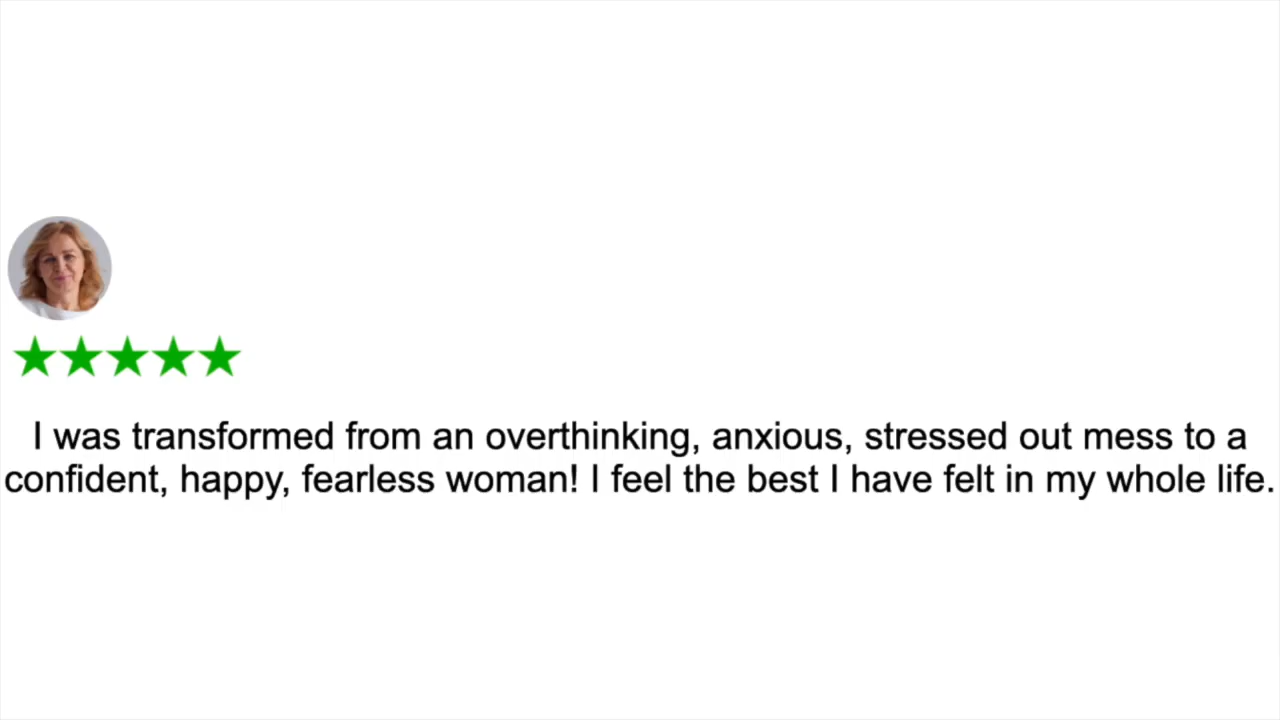 I was transformed from an overthinking, anxious, stressed out mess to a
confident, happy, fearless woman! I feel the best I have felt in my whole life.